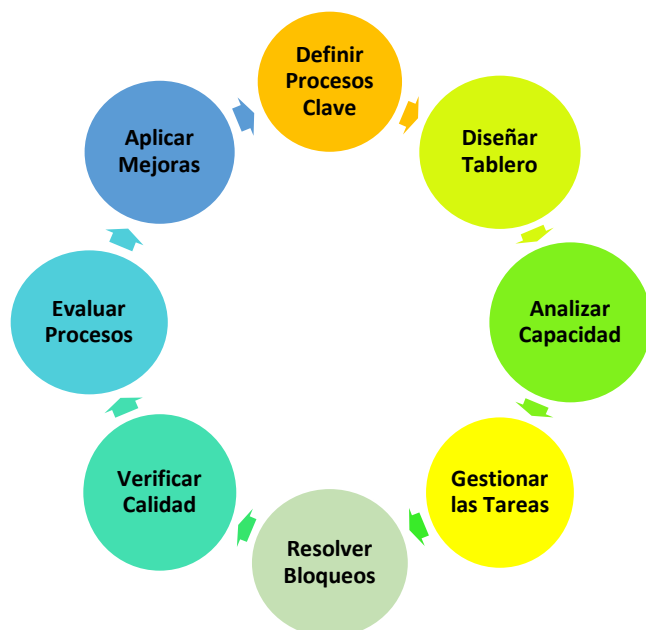 Definir
Procesos
Clave
Diseñar
Tablero
Analizar
Capacidad
Gestionar
las Tareas
Resolver
Bloqueos
Verificar
Calidad
Evaluar
Procesos
Aplicar
Mejoras